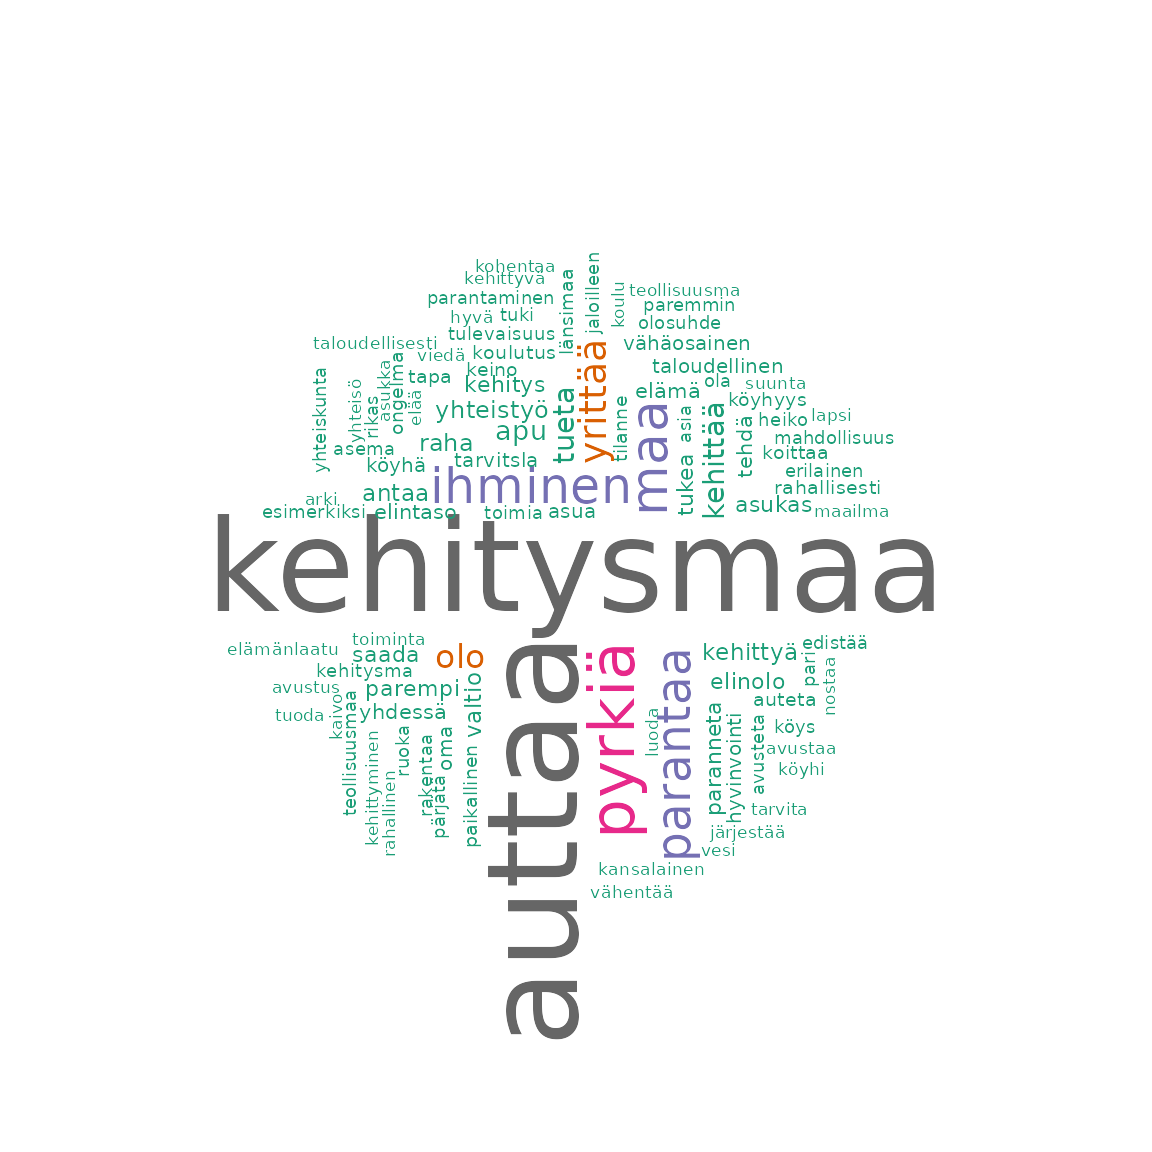 kohentaa
kehittyvä
parantaminen
hyvä
tuki
tulevaisuus
länsimaa
jaloilleen
koulu
teollisuusma
paremmin
olosuhde
vähäosainen
taloudellisesti
viedä
koulutus
keino
tapa
kehitys
yhteistyö
apu
tueta
yrittää
taloudellinen
elämä
ola
suunta
köyhyys
heiko
lapsi
mahdollisuus
koittaa
erilainen
rahallisesti
asukas
maailma
yhteiskunta
yhteisö
rikas
asukka
ongelma
elää
asema
raha
köyhä
tarvitsla
tilanne
maa
asia
tukea
kehittää
tehdä
antaa
ihminen
arki
esimerkiksi
elintaso
toimia
asua
kehitysmaa
auttaa
pyrkiä
parantaa
toiminta
elämänlaatu
saada
olo
kehitysma
avustus
parempi
valtio
tuoda
kaivo
teollisuusmaa
yhdessä
kehittyminen
rahallinen
ruoka
rakentaa
pärjätä
oma
paikallinen
luoda
kehittyä
edistää
pari
nostaa
elinolo
auteta
paranneta
hyvinvointi
avusteta
köys
avustaa
köyhi
tarvita
järjestää
vesi
kansalainen
vähentää